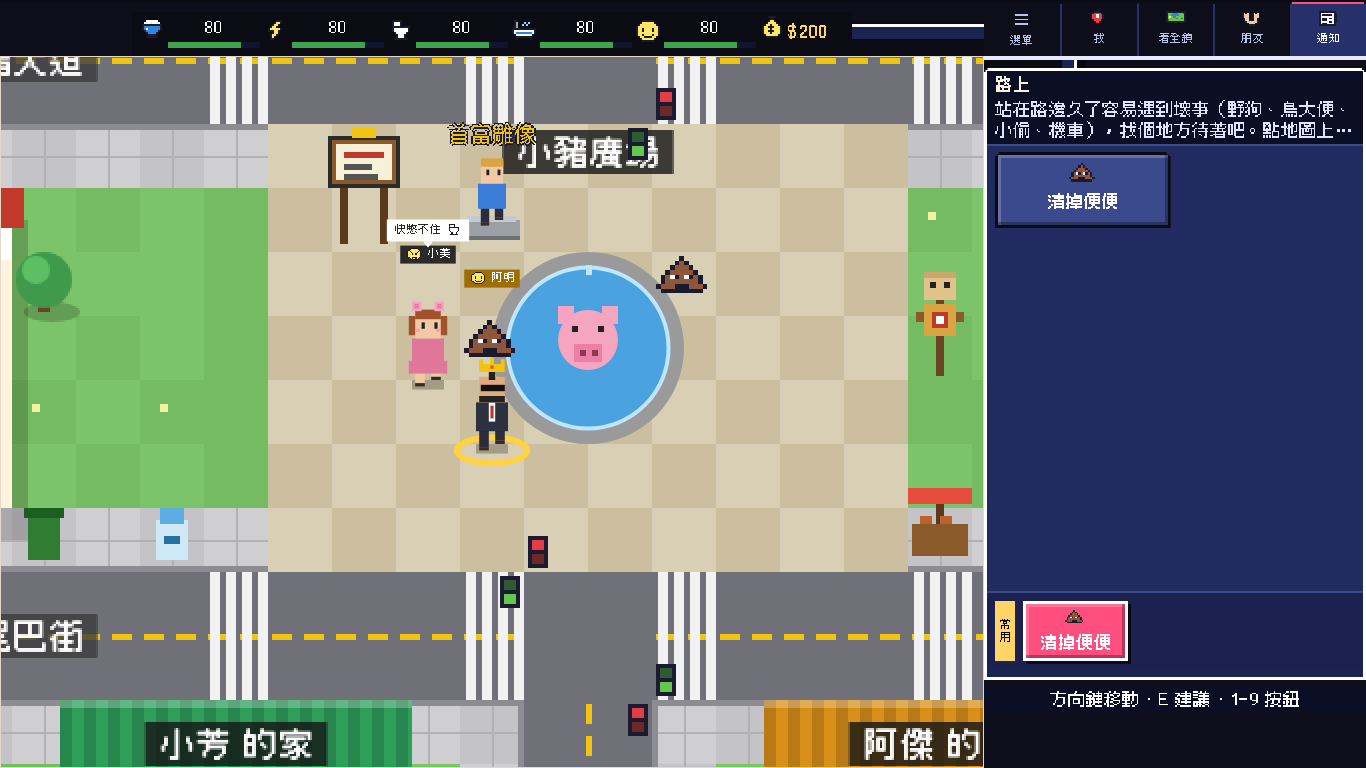 80
80
80
80
80
$200
選單
我
看全鎮
朋友
通知
路上
站在路邊久了容易遇到壞事（野狗、鳥大便、
小偷、機車），找個地方待著吧。點地圖上…
清掉便便
首富雕像
小豬廣場
快憋不住
小美
阿明
尾巴街
小芳 的家
阿傑 的
常用
清掉便便
方向鍵移動 · E 建議 · 1-9 按鈕